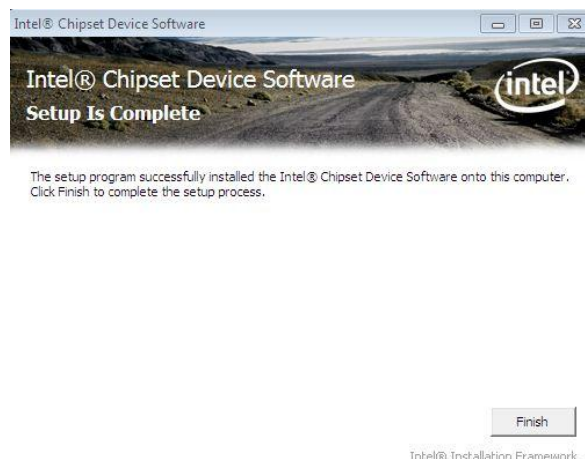 Intel® Chipset Device Software
Intel® Chipset Device Software
intel
Setup Is Complete
The setup program successfully installed the Intel® Chipset Device Software onto this computer.
Click Finish to complete the setup process.
Finish
Intel® Installation Framework